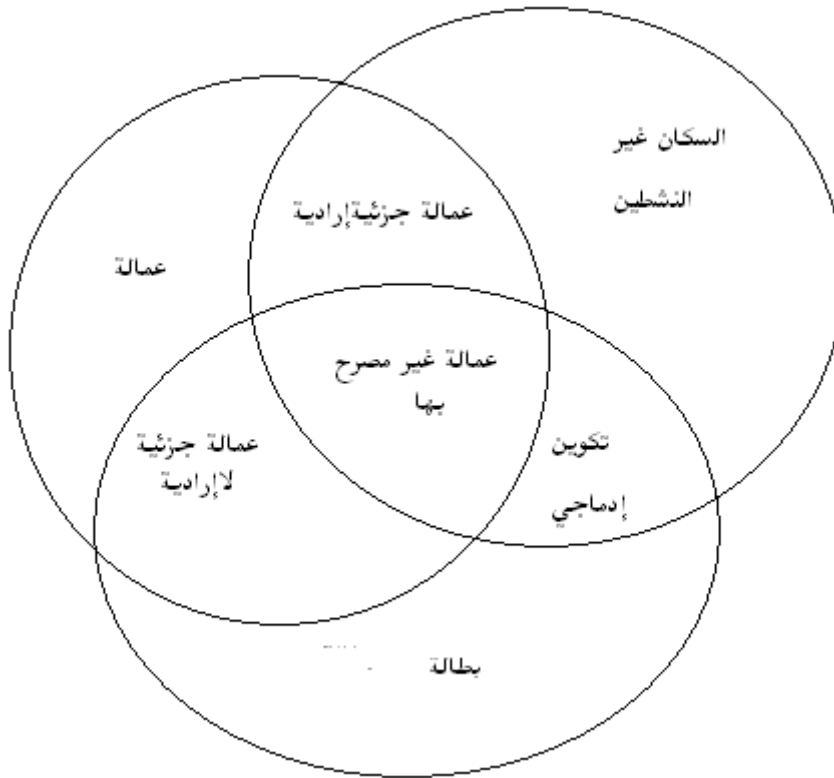 السكان غير
النشطين
عمالة جزئيةإرادية
عمالة
عمالة غير مصرح
بها
تكوين
إدماجي
عمالة جزئية
لاإرادية
بطالة